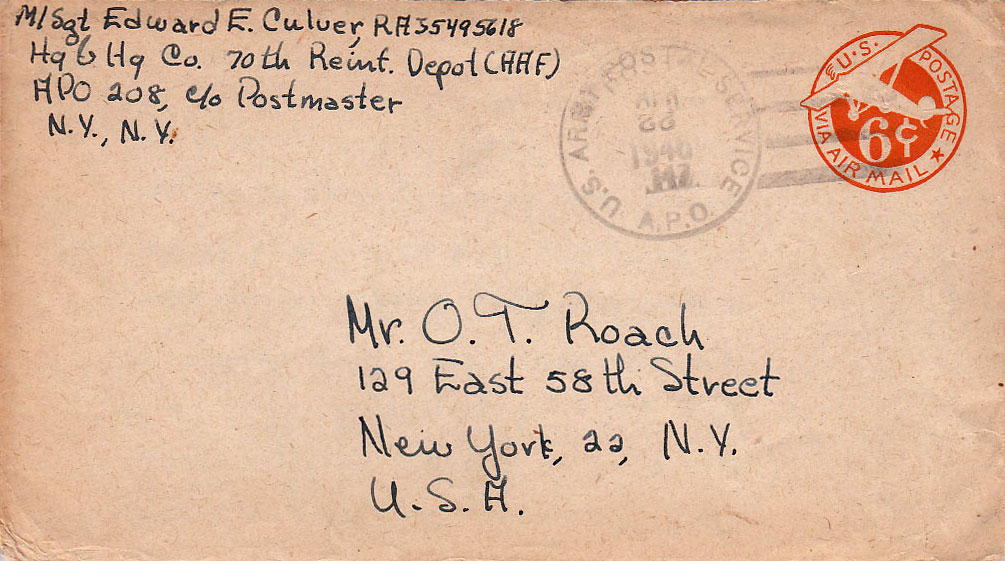 M/Sgt Edward E. Culver, RA35495618
Hq & Hq Co. 70th Reinf. Depot (AAF)
APO 208, c/o Postmaster
N.Y., N.Y.
U.S. ARMY POSTAL SERVICE
APR
1946
A.P.O.
U.S. POSTAGE
6¢
VIA AIR MAIL
Mr. O. T. Roach
129 East 58th Street
New York, 22, N.Y.
U.S.A.